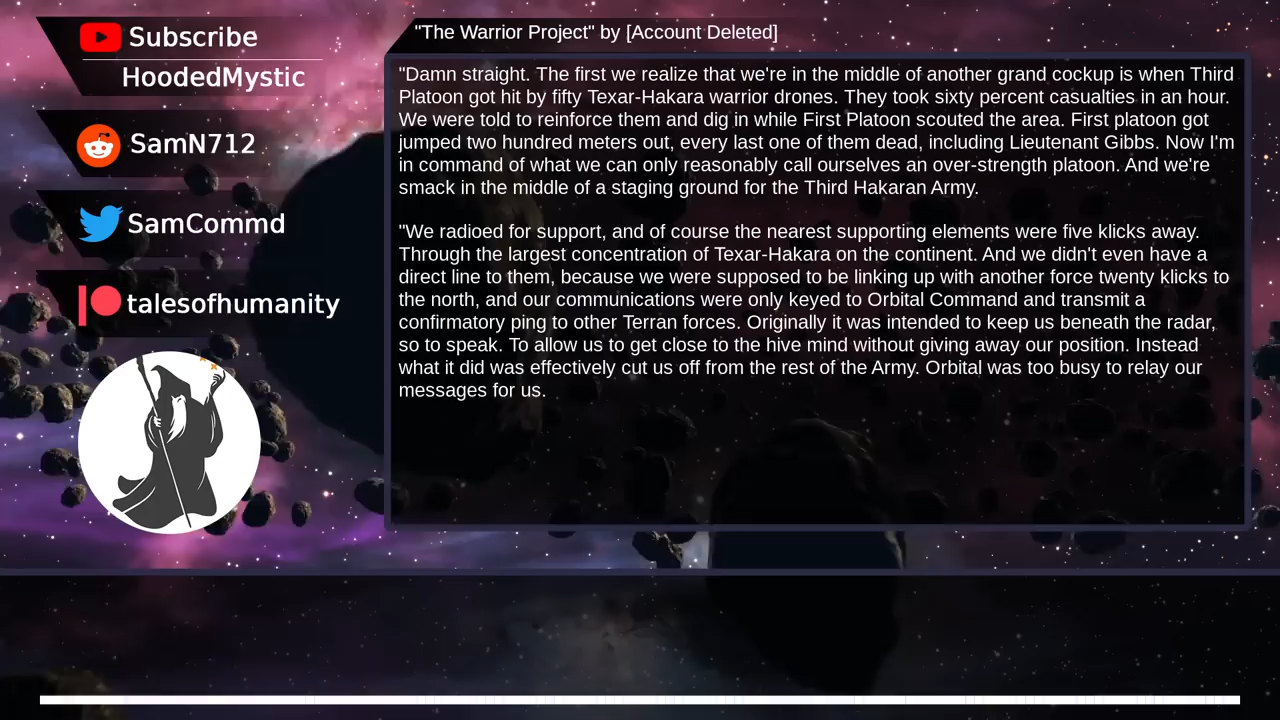 Subscribe
HoodedMystic
SamN712
SamCommd
talesofhumanity
"The Warrior Project" by [Account Deleted]
"Damn straight. The first we realize that we're in the middle of another grand cockup is when Third
Platoon got hit by fifty Texar-Hakara warrior drones. They took sixty percent casualties in an hour.
We were told to reinforce them and dig in while First Platoon scouted the area. First platoon got
jumped two hundred meters out, every last one of them dead, including Lieutenant Gibbs. Now I'm
in command of what we can only reasonably call ourselves an over-strength platoon. And we're
smack in the middle of a staging ground for the Third Hakaran Army.
"We radioed for support, and of course the nearest supporting elements were five klicks away.
Through the largest concentration of Texar-Hakara on the continent. And we didn't even have a
direct line to them, because we were supposed to be linking up with another force twenty klicks to
the north, and our communications were only keyed to Orbital Command and transmit a
confirmatory ping to other Terran forces. Originally it was intended to keep us beneath the radar,
so to speak. To allow us to get close to the hive mind without giving away our position. Instead
what it did was effectively cut us off from the rest of the Army. Orbital was too busy to relay our
messages for us.